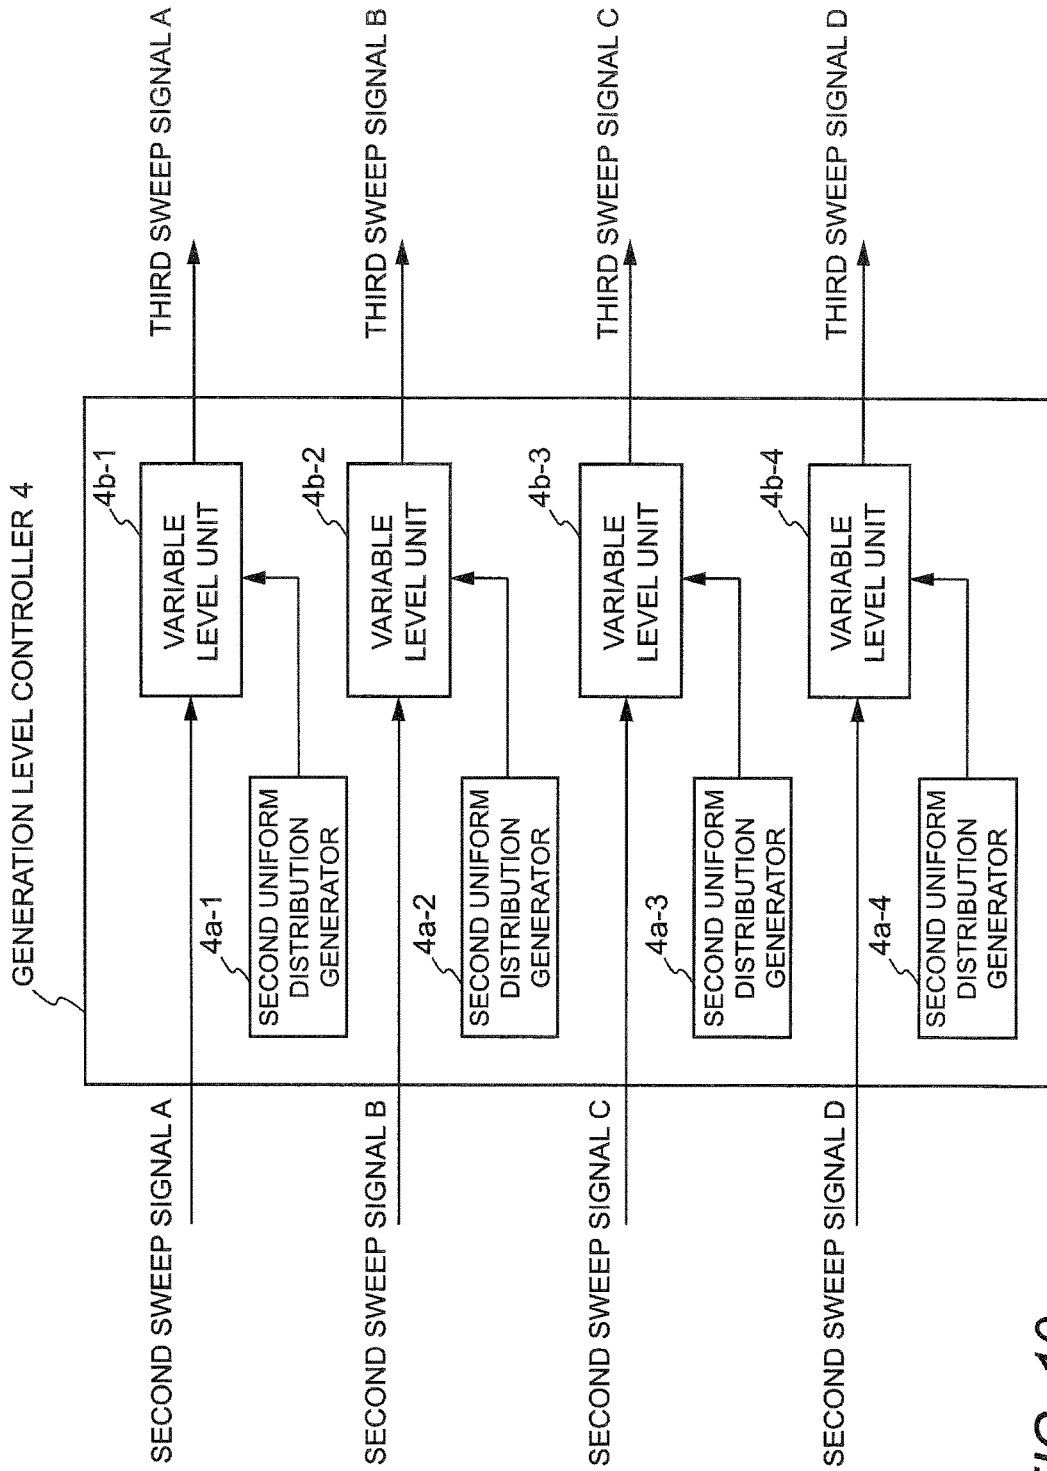 GENERATION LEVEL CONTROLLER 4
SECOND SWEEP SIGNAL A
4a-1
SECOND UNIFORM
DISTRIBUTION
GENERATOR
4b-1
VARIABLE
LEVEL UNIT
THIRD SWEEP SIGNAL A
SECOND SWEEP SIGNAL B
4a-2
SECOND UNIFORM
DISTRIBUTION
GENERATOR
4b-2
VARIABLE
LEVEL UNIT
THIRD SWEEP SIGNAL B
SECOND SWEEP SIGNAL C
4a-3
SECOND UNIFORM
DISTRIBUTION
GENERATOR
4b-3
VARIABLE
LEVEL UNIT
THIRD SWEEP SIGNAL C
SECOND SWEEP SIGNAL D
4a-4
SECOND UNIFORM
DISTRIBUTION
GENERATOR
4b-4
VARIABLE
LEVEL UNIT
THIRD SWEEP SIGNAL D